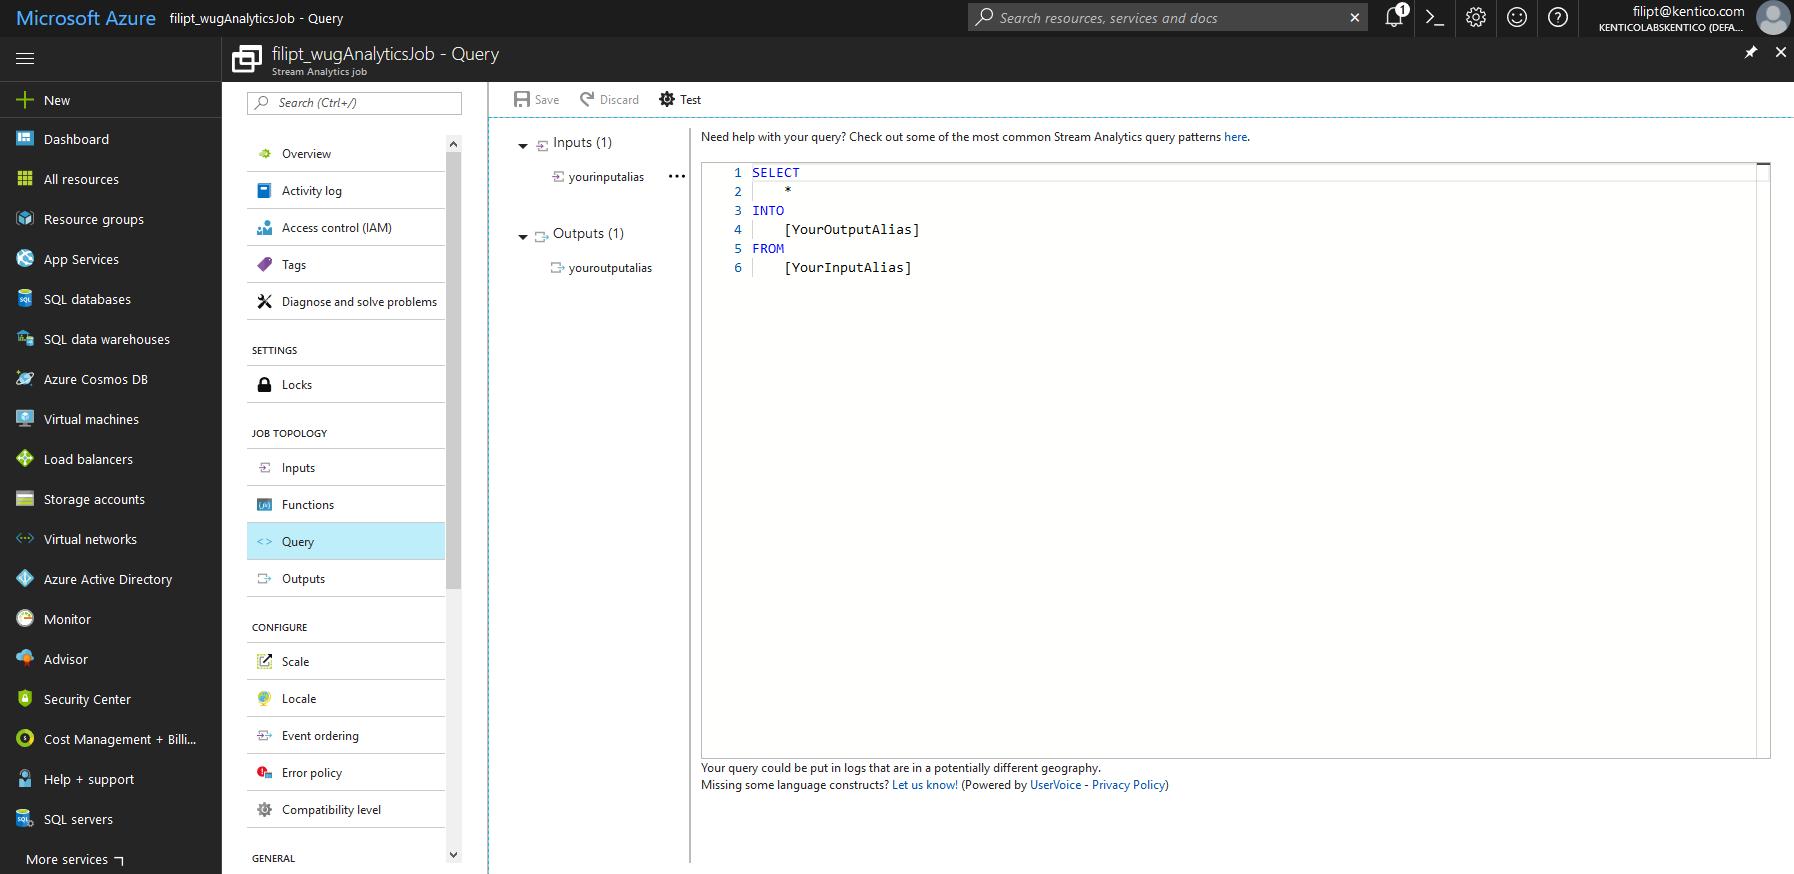 Microsoft Azure filipt_wugAnalyticsJob - Query
Search resources, services and docs
1
filipt@kentico.com
KENTICOLABSKENTICO (DEFA...
filipt_wugAnalyticsJob - Query
Stream Analytics job
New
Dashboard
All resources
Resource groups
App Services
SQL databases
SQL data warehouses
Azure Cosmos DB
Virtual machines
Load balancers
Storage accounts
Virtual networks
Azure Active Directory
Monitor
Advisor
Security Center
Cost Management + Billi...
Help + support
SQL servers
More services
Search (Ctrl+/)
Overview
Activity log
Access control (IAM)
Tags
Diagnose and solve problems
SETTINGS
Locks
JOB TOPOLOGY
Inputs
Functions
Query
Outputs
CONFIGURE
Scale
Locale
Event ordering
Error policy
Compatibility level
GENERAL
Save Discard Test
Inputs (1)
yourinputalias
Outputs (1)
youroutputalias
Need help with your query? Check out some of the most common Stream Analytics query patterns here.
1 SELECT
2 *
3 INTO
4 [YourOutputAlias]
5 FROM
6 [YourInputAlias]
Your query could be put in logs that are in a potentially different geography.
Missing some language constructs? Let us know! (Powered by UserVoice - Privacy Policy)